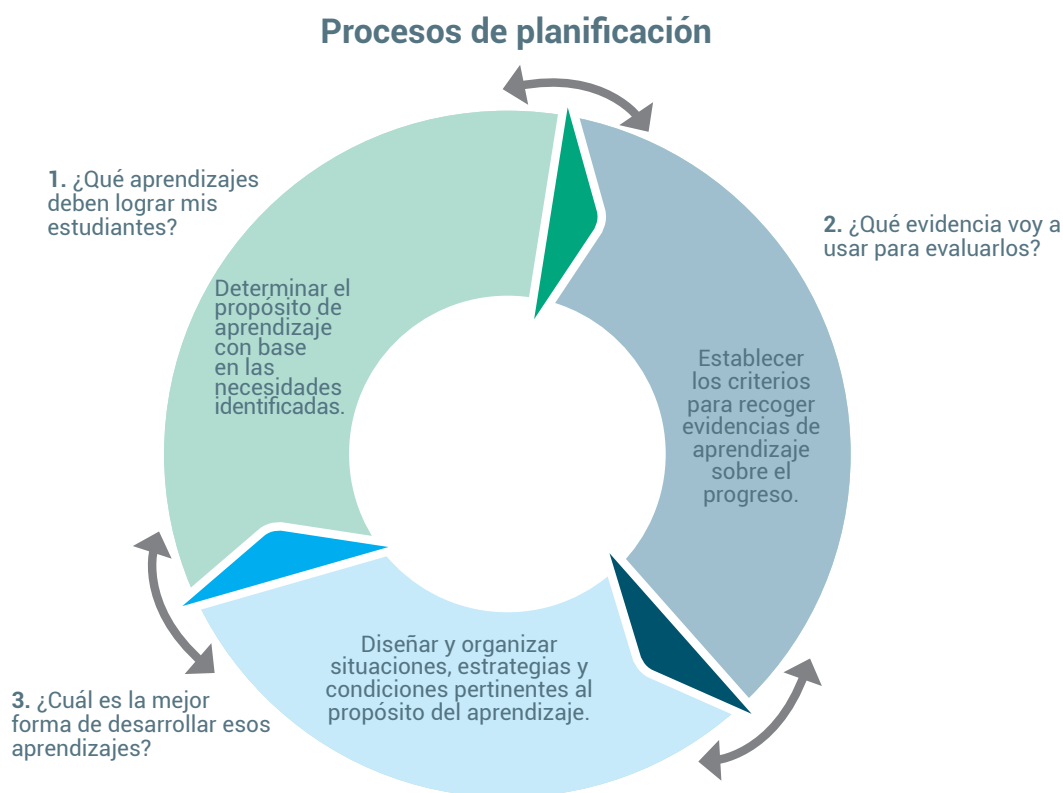 Procesos de planificación
1. ¿Qué aprendizajes
deben lograr mis
estudiantes?
Determinar el
propósito de
aprendizaje
con base
en las
necesidades
identificadas.
2. ¿Qué evidencia voy a
usar para evaluarlos?
Establecer
los criterios
para recoger
evidencias de
aprendizaje
sobre el
progreso.
3. ¿Cuál es la mejor
forma de desarrollar esos
aprendizajes?
Diseñar y organizar
situaciones, estrategias y
condiciones pertinentes al
propósito del aprendizaje.